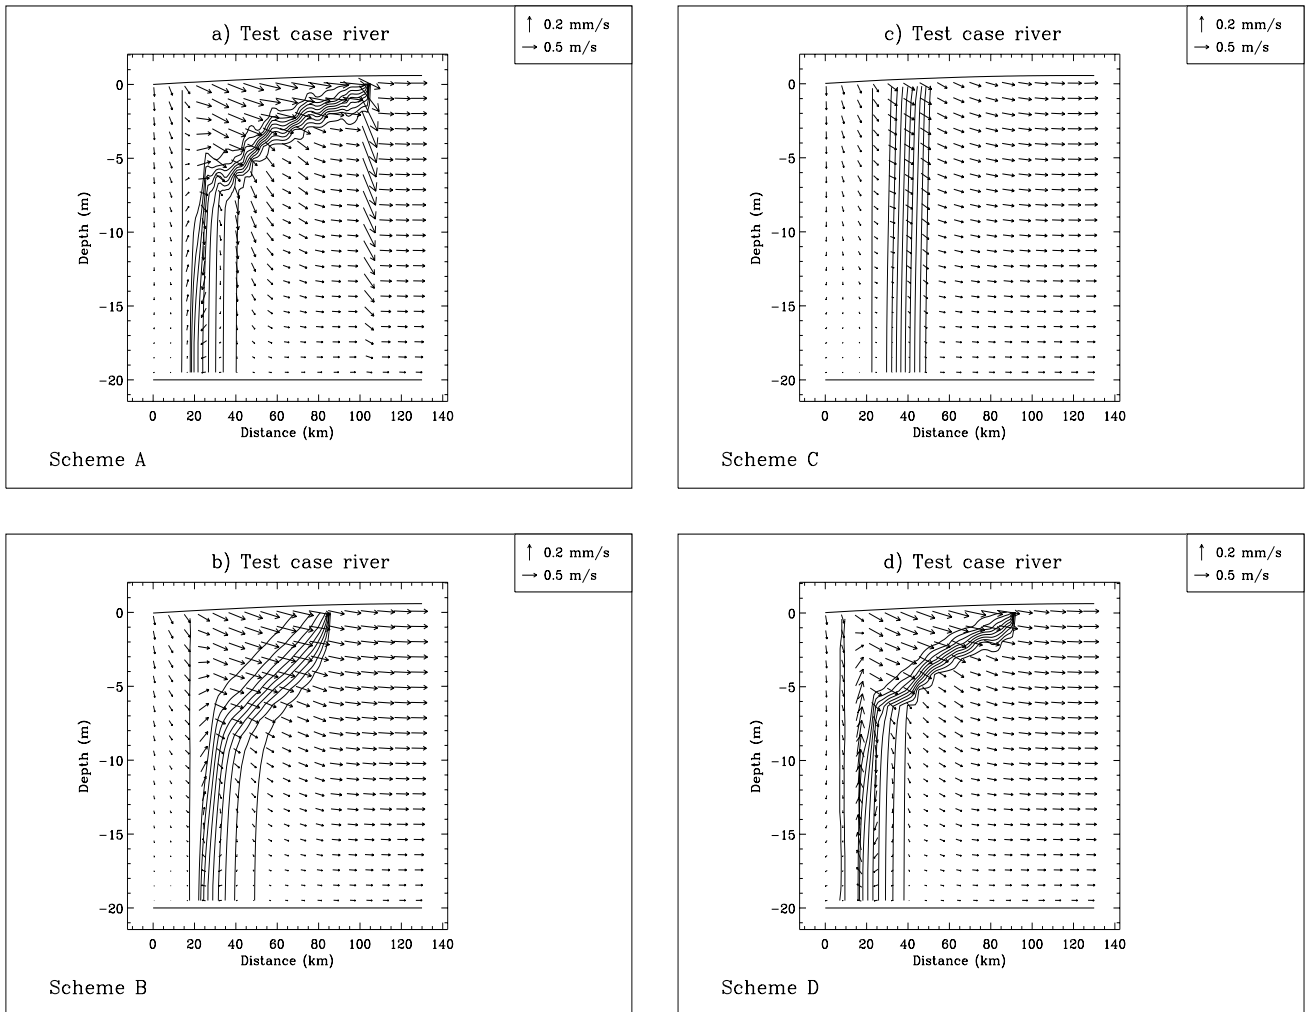 0.2 mm/s
0.5 m/s
a) Test case river
0
−5
−10
−15
−20
Depth (m)
0 20 40 60 80 100 120 140
Distance (km)
Scheme A
0.2 mm/s
0.5 m/s
c) Test case river
0
−5
−10
−15
−20
Depth (m)
0 20 40 60 80 100 120 140
Distance (km)
Scheme C
0.2 mm/s
0.5 m/s
b) Test case river
0
−5
−10
−15
−20
Depth (m)
0 20 40 60 80 100 120 140
Distance (km)
Scheme B
0.2 mm/s
0.5 m/s
d) Test case river
0
−5
−10
−15
−20
Depth (m)
0 20 40 60 80 100 120 140
Distance (km)
Scheme D